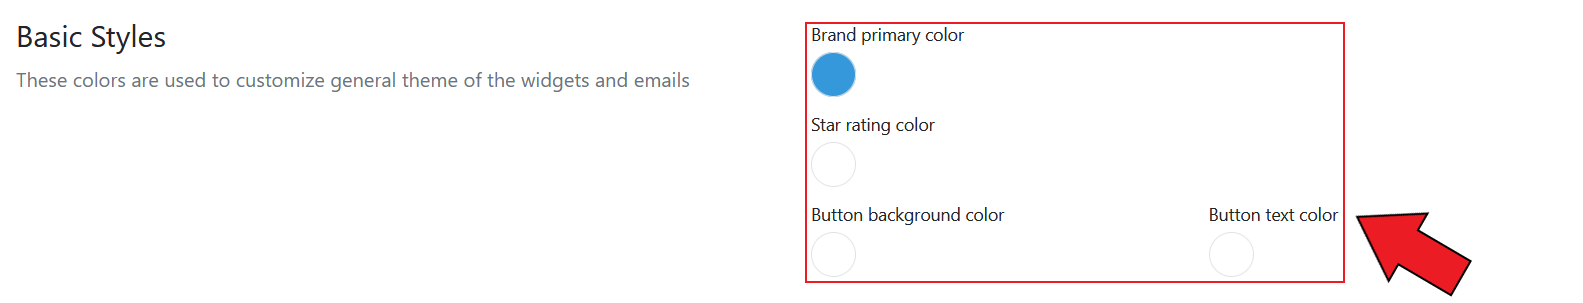 Basic Styles
These colors are used to customize general theme of the widgets and emails
Brand primary color
Star rating color
Button background color
Button text color